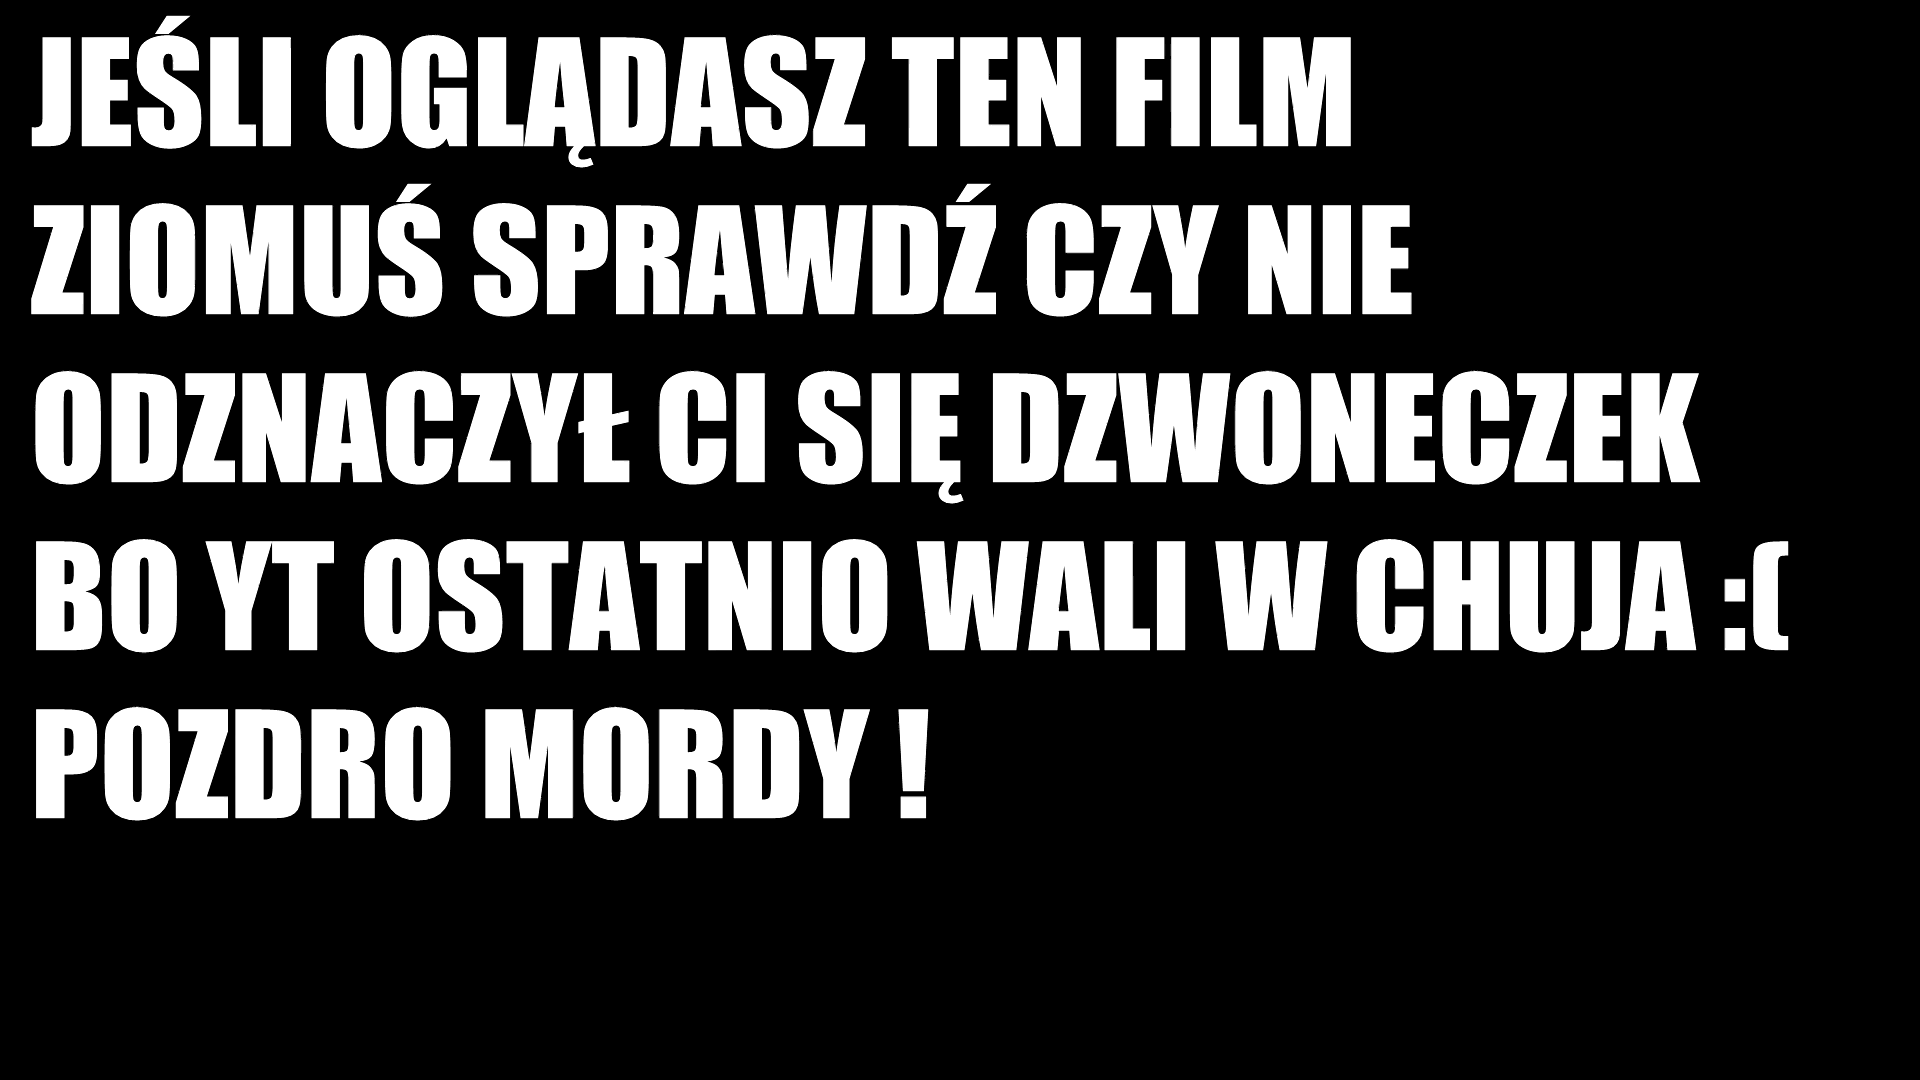 JEŚLI OGLĄDASZ TEN FILM
ZIOMUŚ SPRAWDŹ CZY NIE
ODZNACZYŁ CI SIĘ DZWONECZEK
BO YT OSTATNIO WALI W CHUJA :(
POZDRO MORDY !